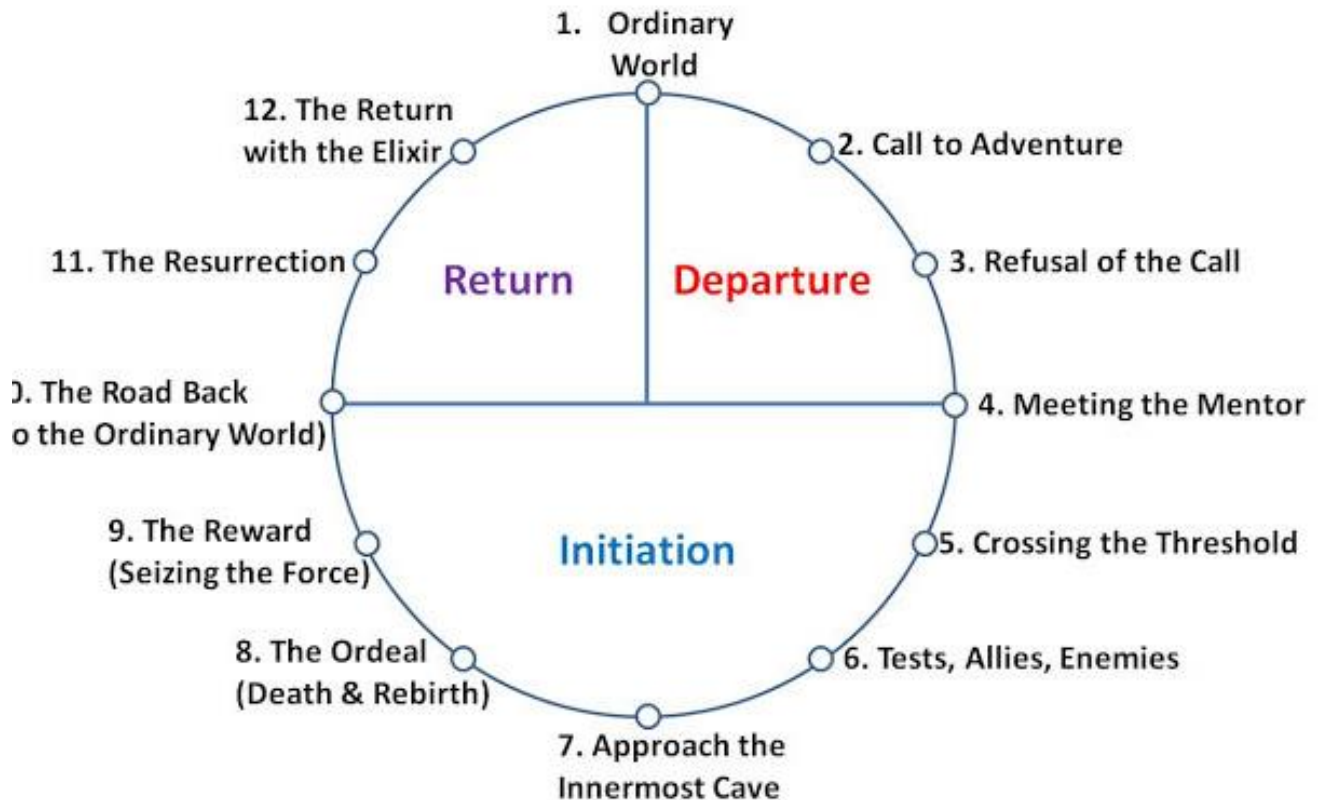 1. Ordinary
World
12. The Return
with the Elixir
2. Call to Adventure
11. The Resurrection
3. Refusal of the Call
Return
Departure
0. The Road Back
o the Ordinary World)
4. Meeting the Mentor
9. The Reward
(Seizing the Force)
5. Crossing the Threshold
Initiation
8. The Ordeal
(Death & Rebirth)
6. Tests, Allies, Enemies
7. Approach the
Innermost Cave